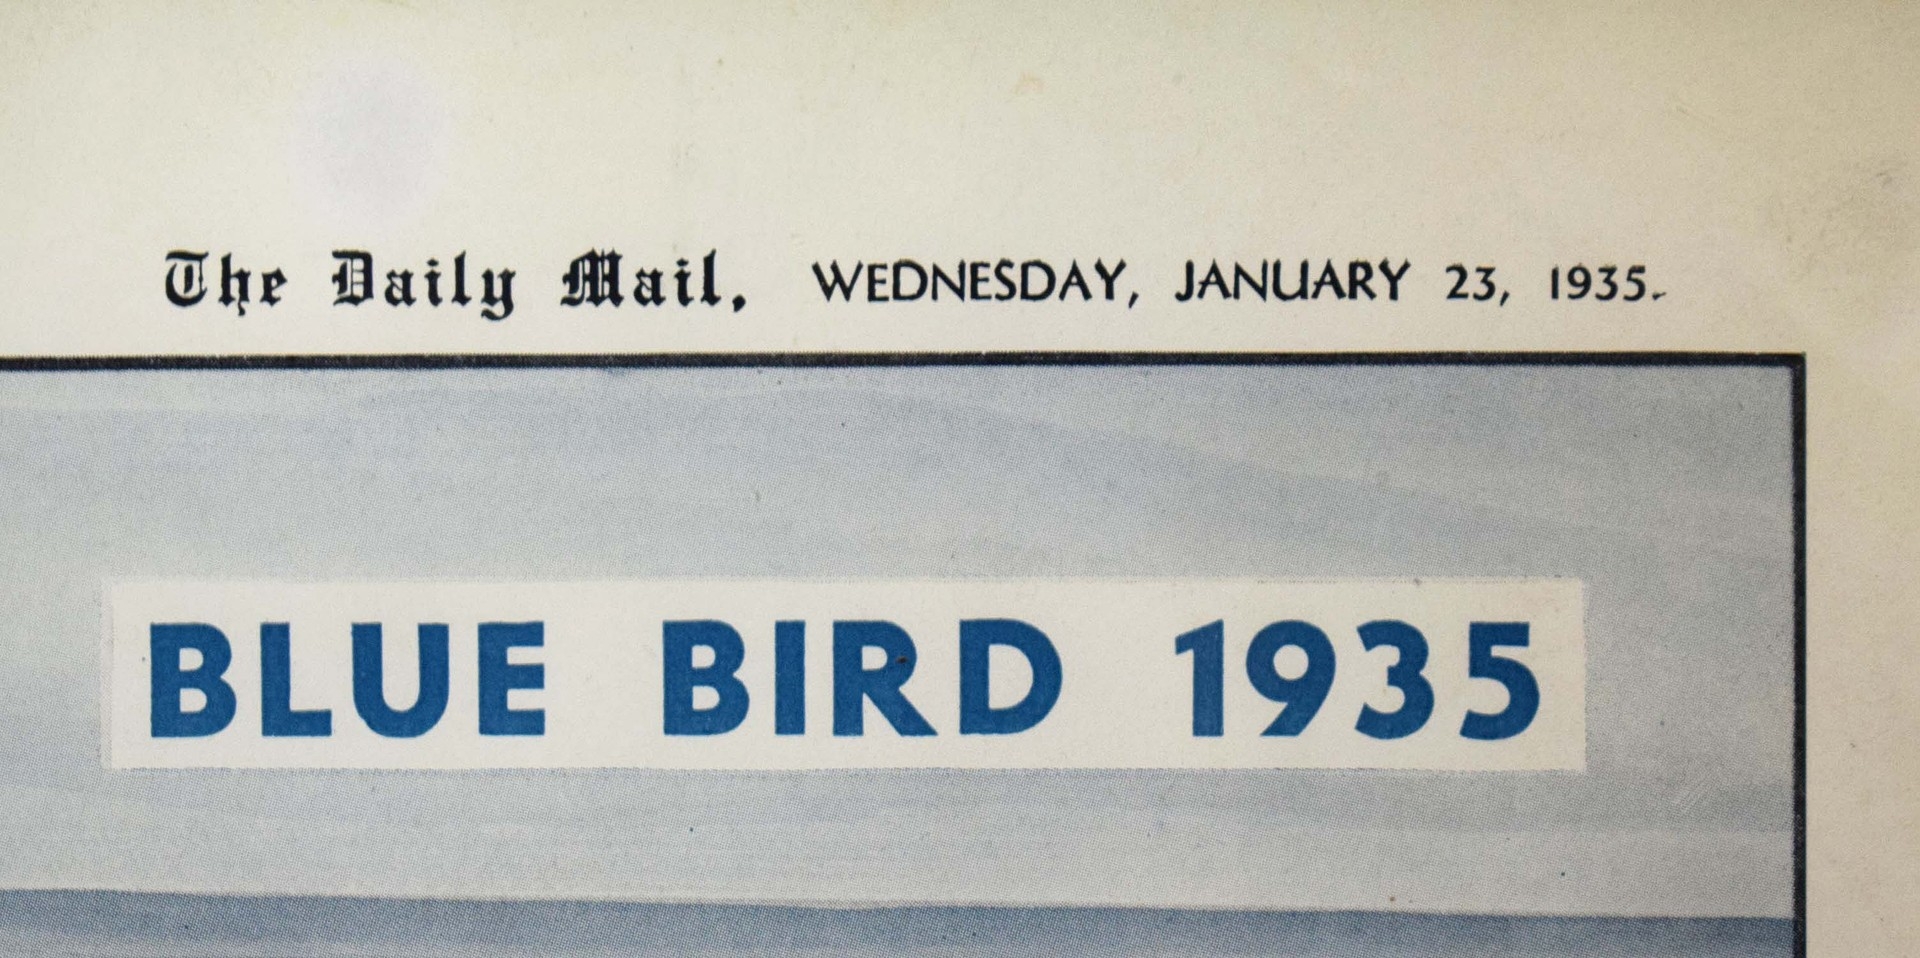 The Daily Mail, WEDNESDAY, JANUARY 23, 1935.
BLUE BIRD 1935